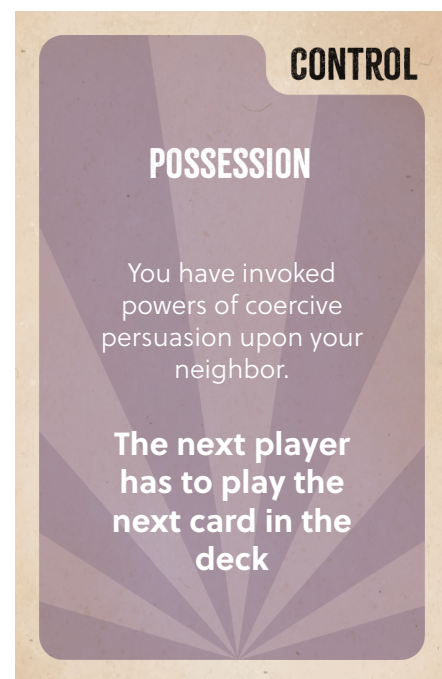 CONTROL
POSSESSION
You have invoked
powers of coercive
persuasion upon your
neighbor.
The next player
has to play the
next card in the
deck